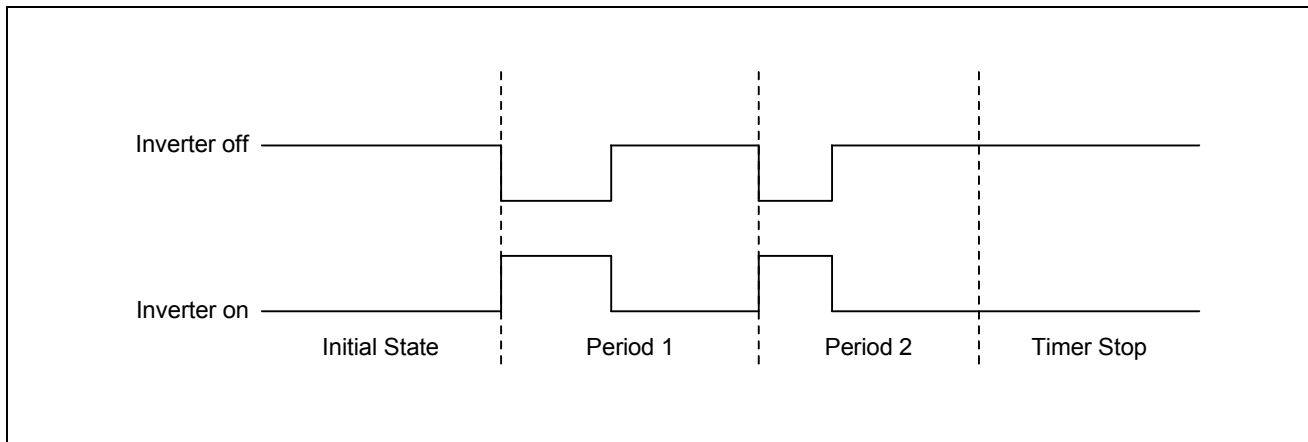 Inverter off
Inverter on
Initial State
Period 1
Period 2
Timer Stop